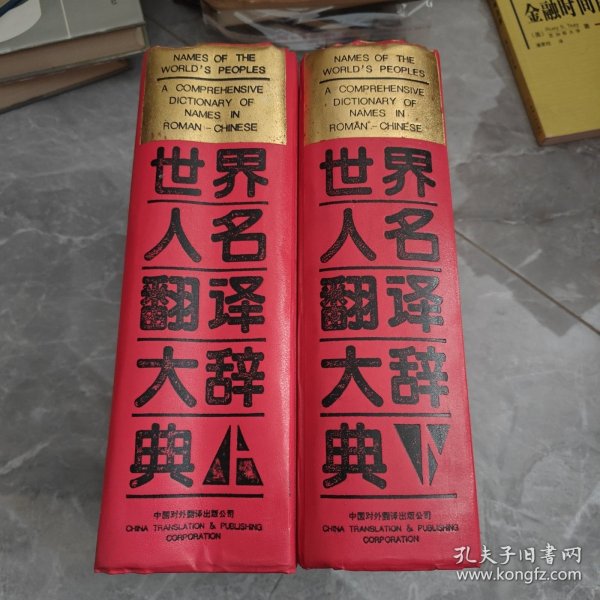 NAMES OF THE
WORLD'S PEOPLES
A COMPREHENSIVE
DICTIONARY OF
NAMES IN
ROMAN-CHINESE
世界
人名
翻译
大辞
典上
中国对外翻译出版公司
CHINA TRANSLATION & PUBLISHING
CORPORATION
NAMES OF THE
WORLD'S PEOPLES
A COMPREHENSIVE
DICTIONARY OF
NAMES IN
ROMAN-CHINESE
世界
人名
翻译
大辞
典下
中国对外翻译出版公司
CHINA TRANSLATION & PUBLISHING
CORPORATION
金融时间
孔夫子旧书网
www.kongfz.com